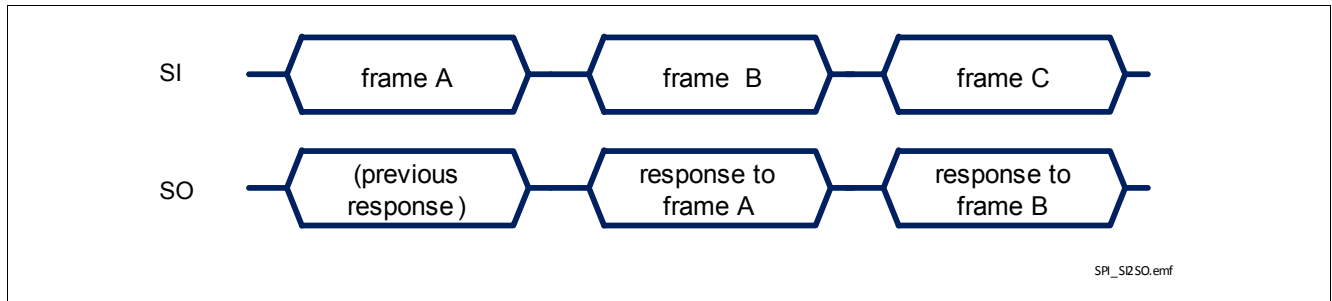 SI
frame A
frame B
frame C
SO
(previous
response)
response to
frame A
response to
frame B
SPI_SI2SO.emf